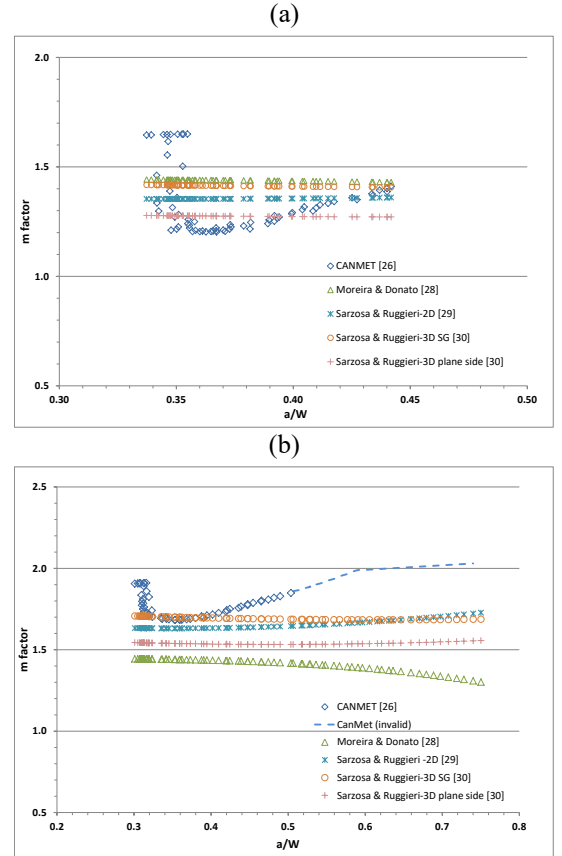 (a)
2.0
1.5
1.0
0.5
m factor
0.30
0.35
0.40
0.45
0.50
a/W
CANMET [26]
Moreira & Donato [28]
Sarzosa & Ruggieri-2D [29]
Sarzosa & Ruggieri-3D SG [30]
Sarzosa & Ruggieri-3D plane side [30]
(b)
2.5
2.0
1.5
1.0
0.5
m factor
0.2
0.3
0.4
0.5
0.6
0.7
0.8
a/W
CANMET [26]
CanMet (invalid)
Moreira & Donato [28]
Sarzosa & Ruggieri -2D [29]
Sarzosa & Ruggieri-3D SG [30]
Sarzosa & Ruggieri-3D plane side [30]